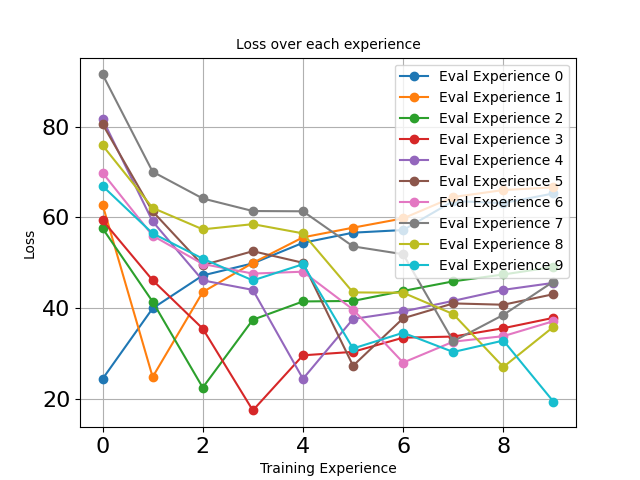 Loss over each experience
Eval Experience 0
Eval Experience 1
Eval Experience 2
Eval Experience 3
Eval Experience 4
Eval Experience 5
Eval Experience 6
Eval Experience 7
Eval Experience 8
Eval Experience 9
80
60
40
20
Loss
0 2 4 6 8
Training Experience